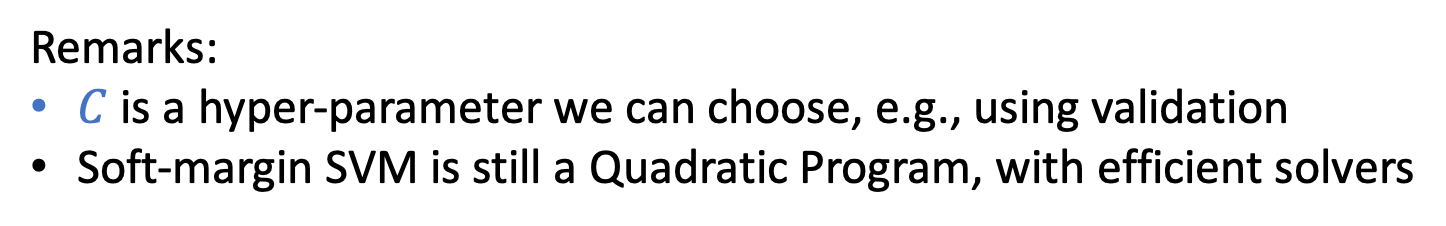 Remarks:
• C is a hyper-parameter we can choose, e.g., using validation
• Soft-margin SVM is still a Quadratic Program, with efficient solvers